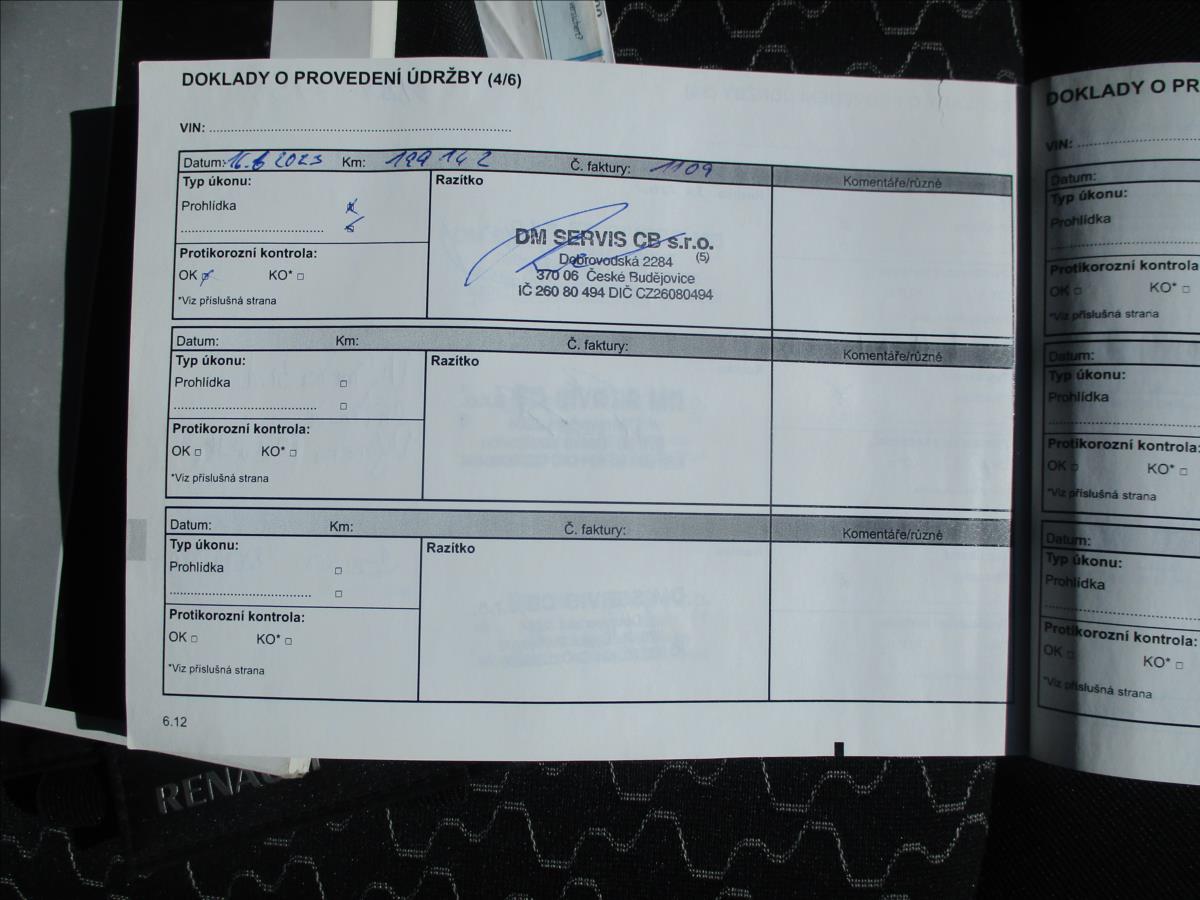 DOKLADY O PROVEDENÍ ÚDRŽBY (4/6)
VIN:
Datum: 16.6 2023 Km: 199 142 Č. faktury: 1109 Komentáře/různé
Typ úkonu: Razítko
Prohlídka
DM SERVIS CB s.r.o.
Dobrovodská 2284 (5)
370 06 České Budějovice
IČ 260 80 494 DIČ CZ26080494
Protikorozní kontrola:
OK KO*
*Viz příslušná strana
Datum: Km: Č. faktury: Komentáře/různé
Typ úkonu: Razítko
Prohlídka
Protikorozní kontrola:
OK KO*
*Viz příslušná strana
Datum: Km: Č. faktury: Komentáře/různé
Typ úkonu: Razítko
Prohlídka
Protikorozní kontrola:
OK KO*
*Viz příslušná strana
6.12
DOKLADY O PR
VIN:
Datum:
Typ úkonu:
Prohlídka
Protikorozní kontrola
OK KO*
*Viz příslušná strana
Datum:
Typ úkonu:
Prohlídka
Protikorozní kontrola:
OK KO*
*Viz příslušná strana
Datum:
Typ úkonu:
Prohlídka
Protikorozní kontrola:
OK KO*
*Viz příslušná strana
RENAULT